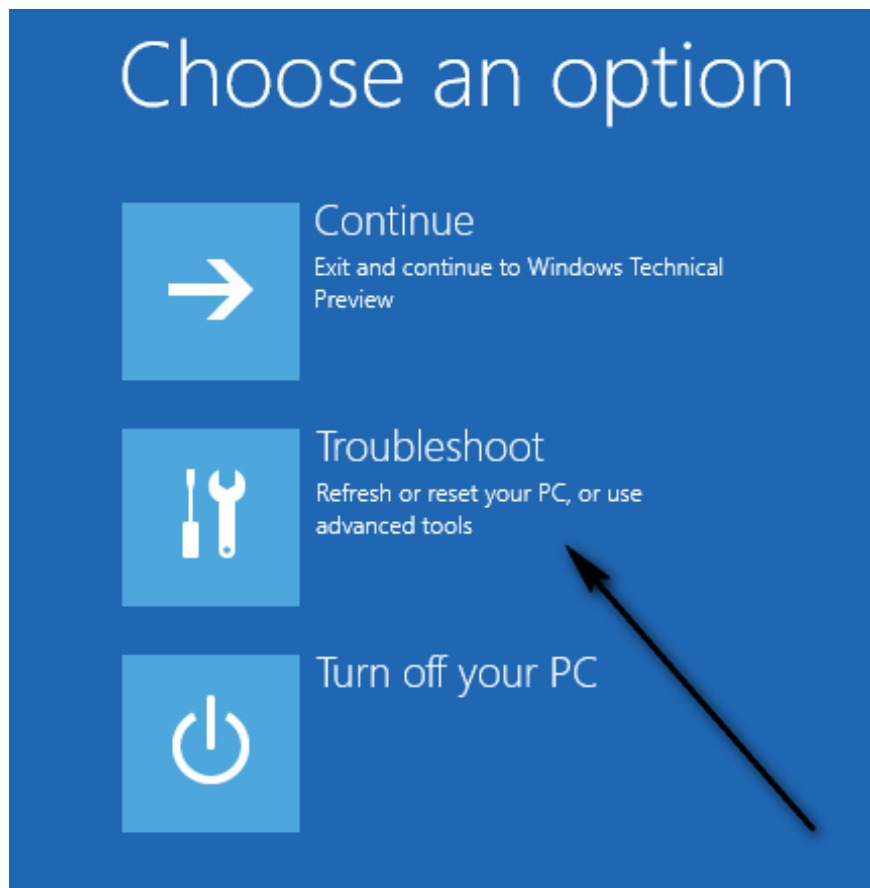 Choose an option
Continue
Exit and continue to Windows Technical
Preview
Troubleshoot
Refresh or reset your PC, or use
advanced tools
Turn off your PC